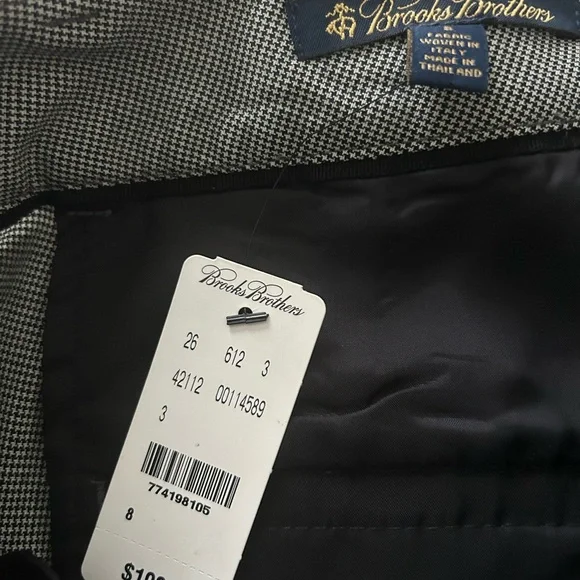 Brooks Brothers
8
FABRIC
WOVEN IN
ITALY
MADE IN
THAILAND
Brooks Brothers
26 612 3
42112 00114589
3
774198105
8